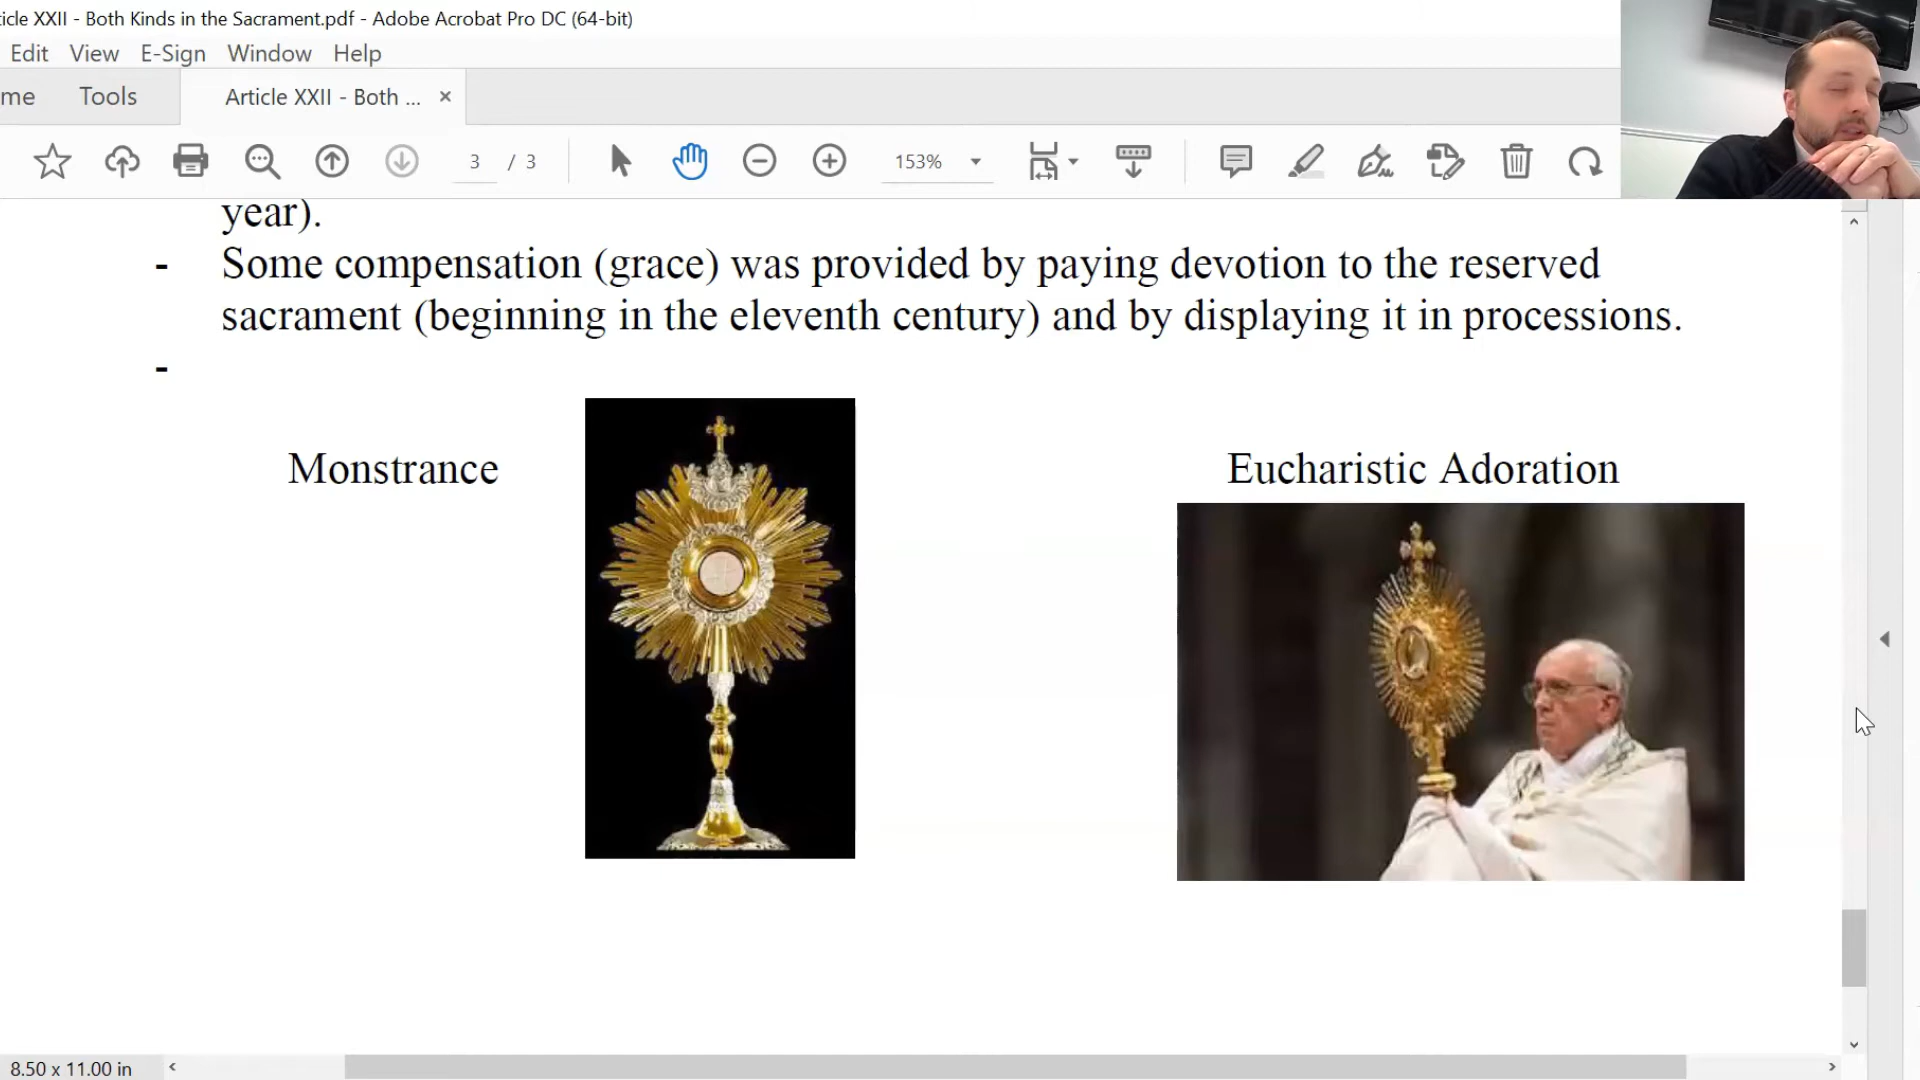 ticle XXII - Both Kinds in the Sacrament.pdf - Adobe Acrobat Pro DC (64-bit)
Edit View E-Sign Window Help
me Tools Article XXII - Both ... ×
3 / 3 153%
year).
- Some compensation (grace) was provided by paying devotion to the reserved
sacrament (beginning in the eleventh century) and by displaying it in processions.
-
Monstrance
Eucharistic Adoration
8.50 x 11.00 in